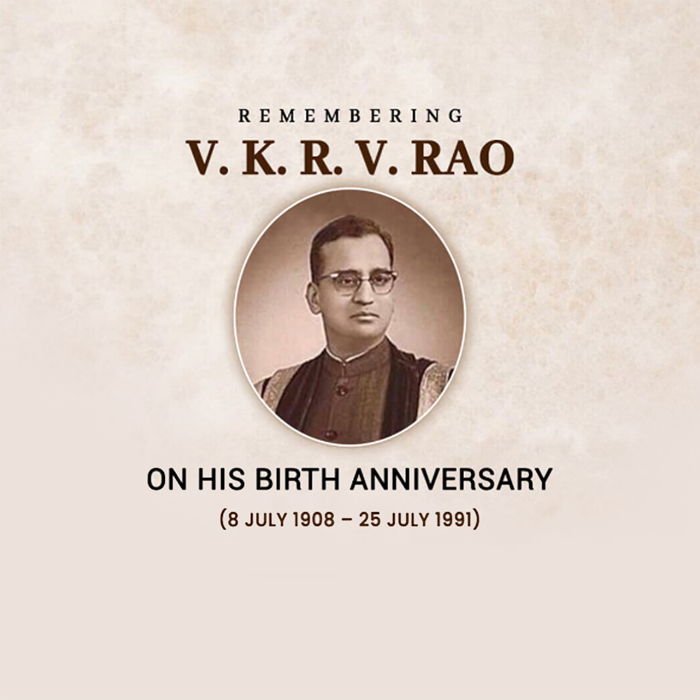 REMEMBERING
V. K. R. V. RAO
ON HIS BIRTH ANNIVERSARY
(8 JULY 1908 – 25 JULY 1991)